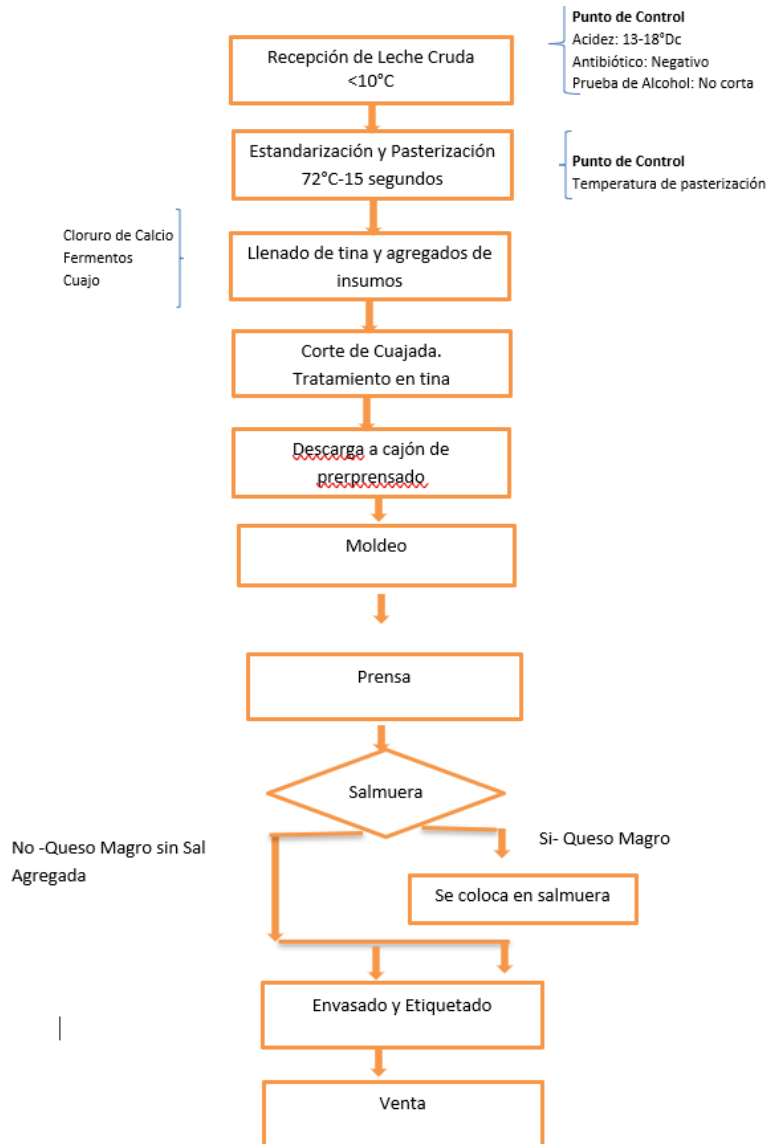 Punto de Control
Acidez: 13-18°Dc
Antibiótico: Negativo
Prueba de Alcohol: No corta
Recepción de Leche Cruda
<10°C
Estandarización y Pasterización
72°C-15 segundos
Punto de Control
Temperatura de pasterización
Cloruro de Calcio
Fermentos
Cuajo
Llenado de tina y agregados de
insumos
Corte de Cuajada.
Tratamiento en tina
Descarga a cajón de
prerprensado
Moldeo
Prensa
Salmuera
No -Queso Magro sin Sal
Agregada
Si- Queso Magro
Se coloca en salmuera
Envasado y Etiquetado
Venta